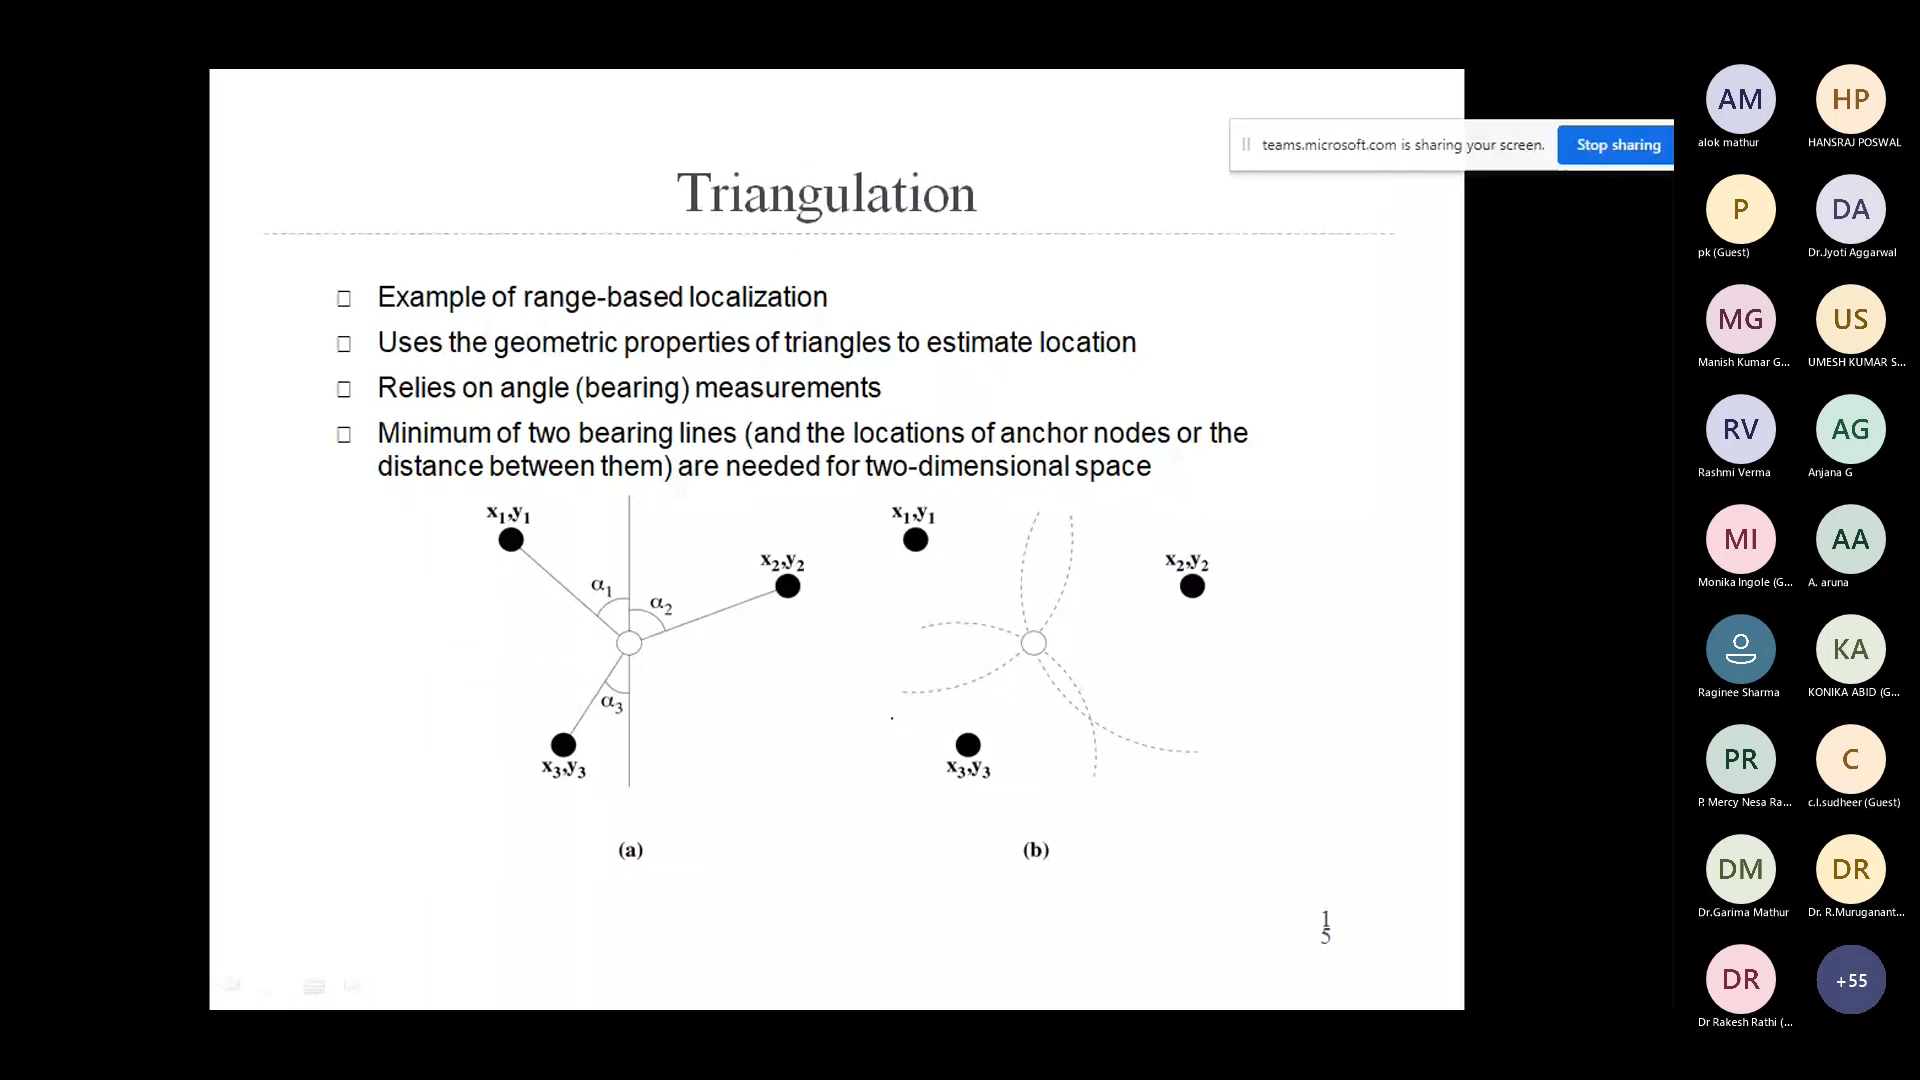 teams.microsoft.com is sharing your screen.
Stop sharing
Triangulation
Example of range-based localization
Uses the geometric properties of triangles to estimate location
Relies on angle (bearing) measurements
Minimum of two bearing lines (and the locations of anchor nodes or the
distance between them) are needed for two-dimensional space
x1,y1
x2,y2
α1
α2
α3
x3,y3
(a)
x1,y1
x2,y2
x3,y3
(b)
1
5
AM
alok mathur
HP
HANSRAJ POSWAL
P
pk (Guest)
DA
Dr.Jyoti Aggarwal
MG
Manish Kumar G...
US
UMESH KUMAR S...
RV
Rashmi Verma
AG
Anjana G
MI
Monika Ingole (G...
AA
A. aruna
Raginee Sharma
KA
KONIKA ABID (G...
PR
P. Mercy Nesa Ra...
C
c.l.sudheer (Guest)
DM
Dr.Garima Mathur
DR
Dr. R.Muruganant...
DR
Dr Rakesh Rathi (...
+55